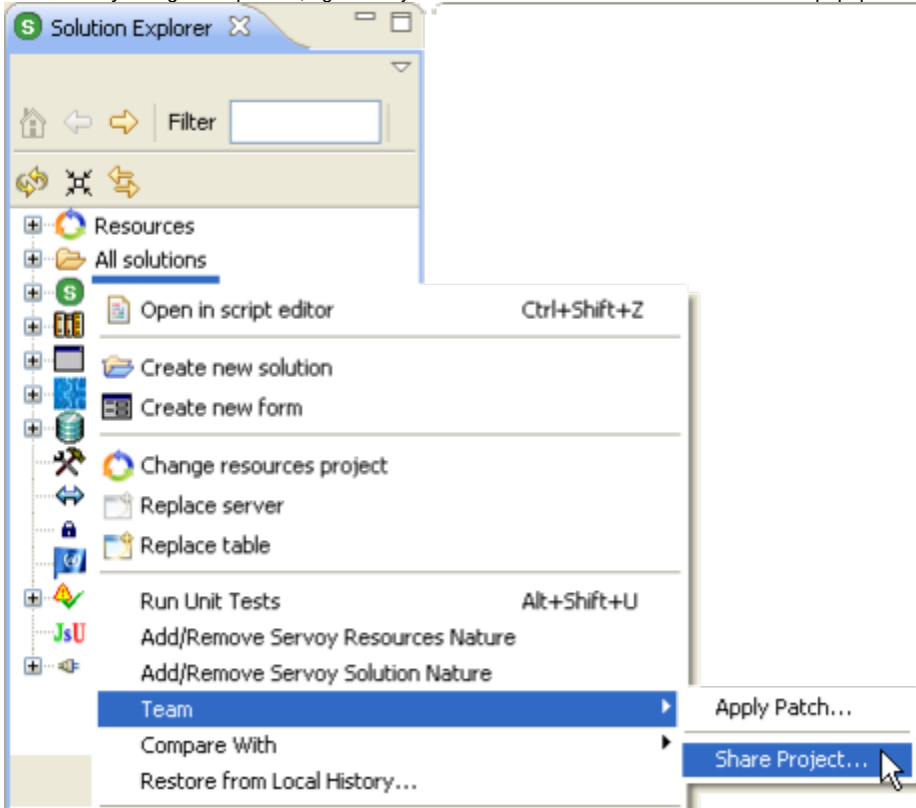 Solution Explorer
Filter
Resources
All solutions
S
Open in script editor Ctrl+Shift+Z
Create new solution
Create new form
Change resources project
Replace server
Replace table
Run Unit Tests Alt+Shift+U
JsU Add/Remove Servoy Resources Nature
Add/Remove Servoy Solution Nature
Team Apply Patch...
Compare With Share Project...
Restore from Local History...